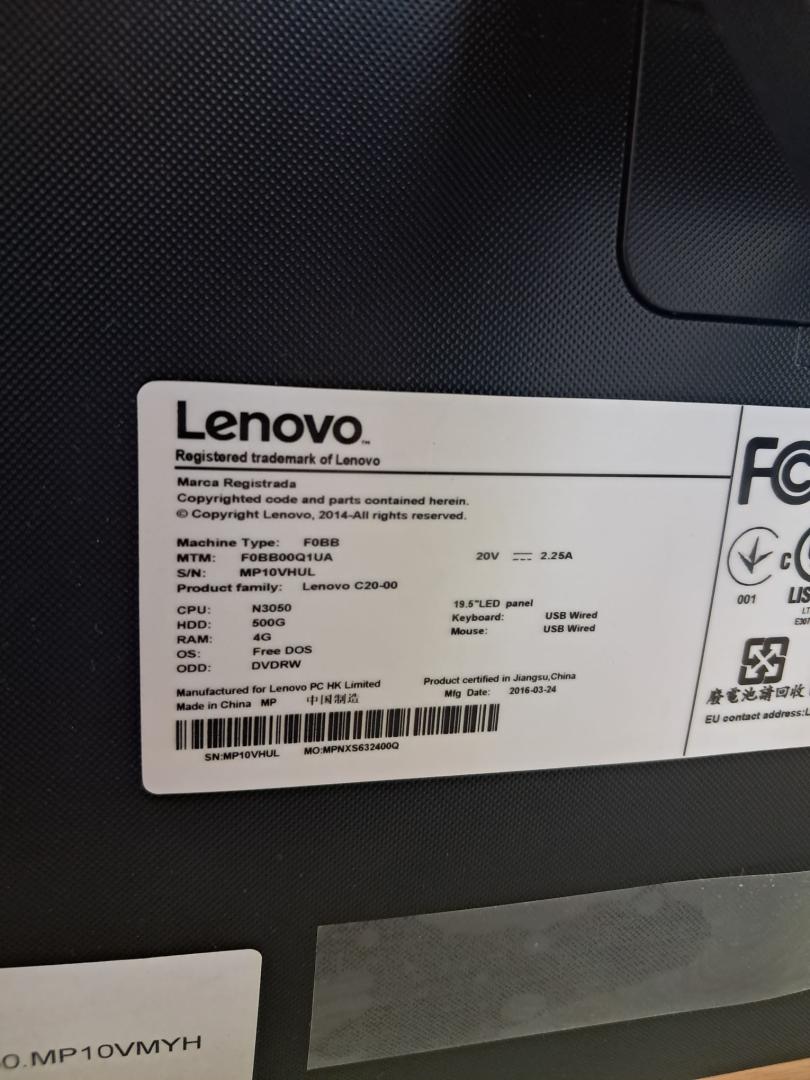 Lenovo™
Registered trademark of Lenovo
Marca Registrada
Copyrighted code and parts contained herein.
© Copyright Lenovo, 2014-All rights reserved.
Machine Type: F0BB
MTM: F0BB00Q1UA
S/N: MP10VHUL
Product family: Lenovo C20-00
20V ⎓ 2.25A
CPU: N3050
HDD: 500G
RAM: 4G
OS: Free DOS
ODD: DVDRW
19.5"LED panel
Keyboard: USB Wired
Mouse: USB Wired
Manufactured for Lenovo PC HK Limited
Made in China MP 中国制造
Product certified in Jiangsu,China
Mfg Date: 2016-03-24
SN:MP10VHUL MO:MPNXS632400Q
FC
001
C
LIS
LT
E307
廢電池請回收
EU contact address:L
o.MP10VMYH